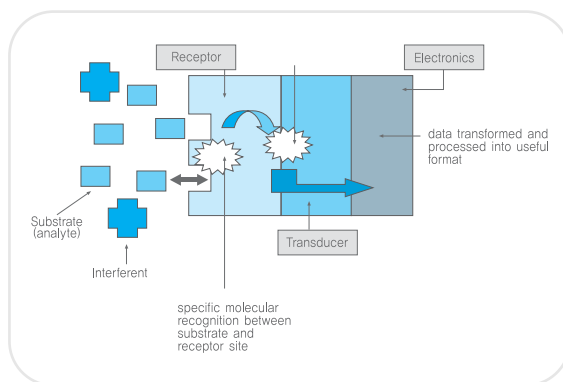 Receptor
Electronics
data transformed and
processed into useful
format
Substrate
(analyte)
Transducer
Interferent
specific molecular
recognition between
substrate and
receptor site